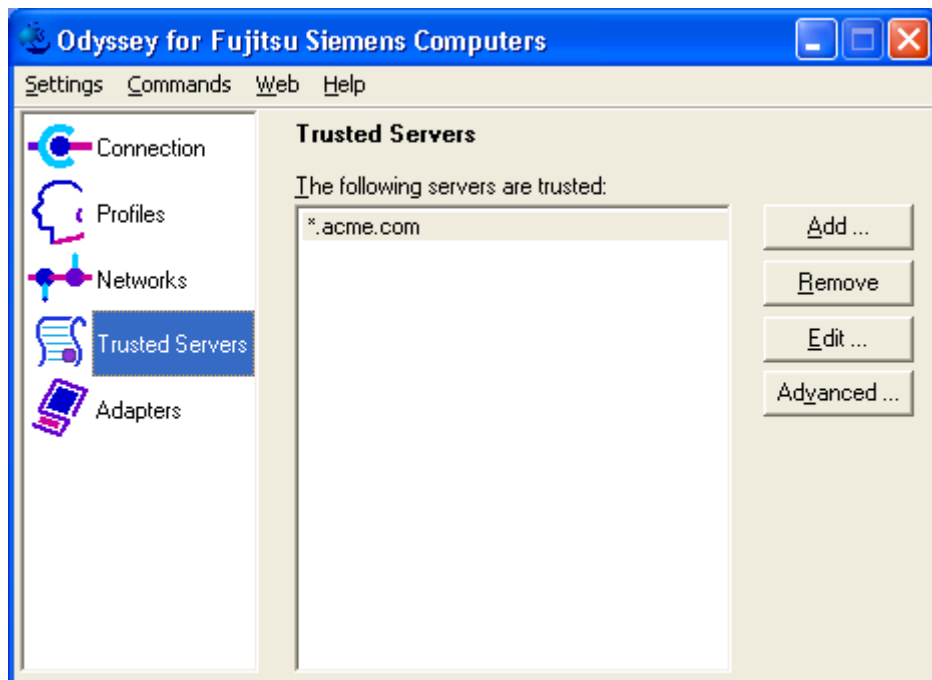 Odyssey for Fujitsu Siemens Computers
Settings Commands Web Help
Connection
Profiles
Networks
Trusted Servers
Adapters
Trusted Servers
The following servers are trusted:
*.acme.com
Add ...
Remove
Edit ...
Advanced ...